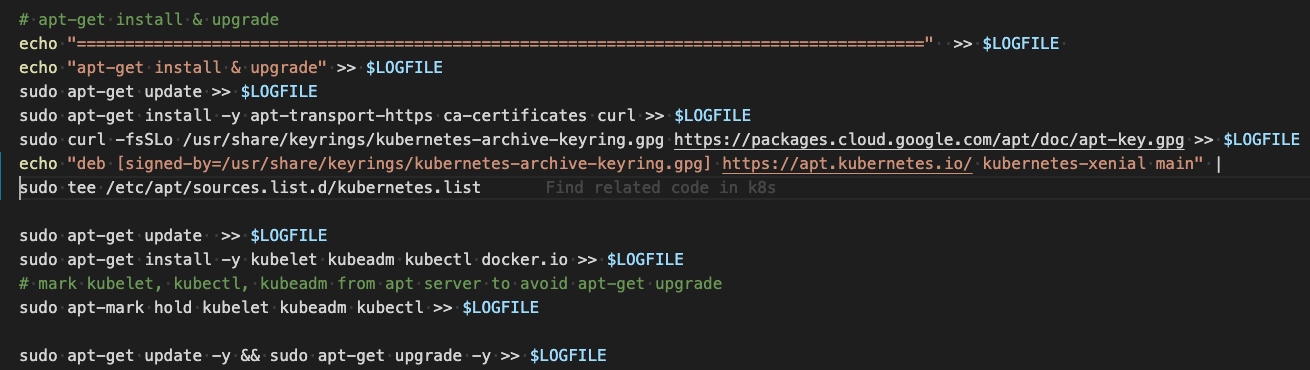 # apt-get install & upgrade
echo "========================================================================================" >> $LOGFILE
echo "apt-get install & upgrade" >> $LOGFILE
sudo apt-get update >> $LOGFILE
sudo apt-get install -y apt-transport-https ca-certificates curl >> $LOGFILE
sudo curl -fsSLo /usr/share/keyrings/kubernetes-archive-keyring.gpg https://packages.cloud.google.com/apt/doc/apt-key.gpg >> $LOGFILE
echo "deb [signed-by=/usr/share/keyrings/kubernetes-archive-keyring.gpg] https://apt.kubernetes.io/ kubernetes-xenial main" |
sudo tee /etc/apt/sources.list.d/kubernetes.list Find related code in k8s
sudo apt-get update  >> $LOGFILE
sudo apt-get install -y kubelet kubeadm kubectl docker.io >> $LOGFILE
# mark kubelet, kubectl, kubeadm from apt server to avoid apt-get upgrade
sudo apt-mark hold kubelet kubeadm kubectl >> $LOGFILE
sudo apt-get update -y && sudo apt-get upgrade -y >> $LOGFILE